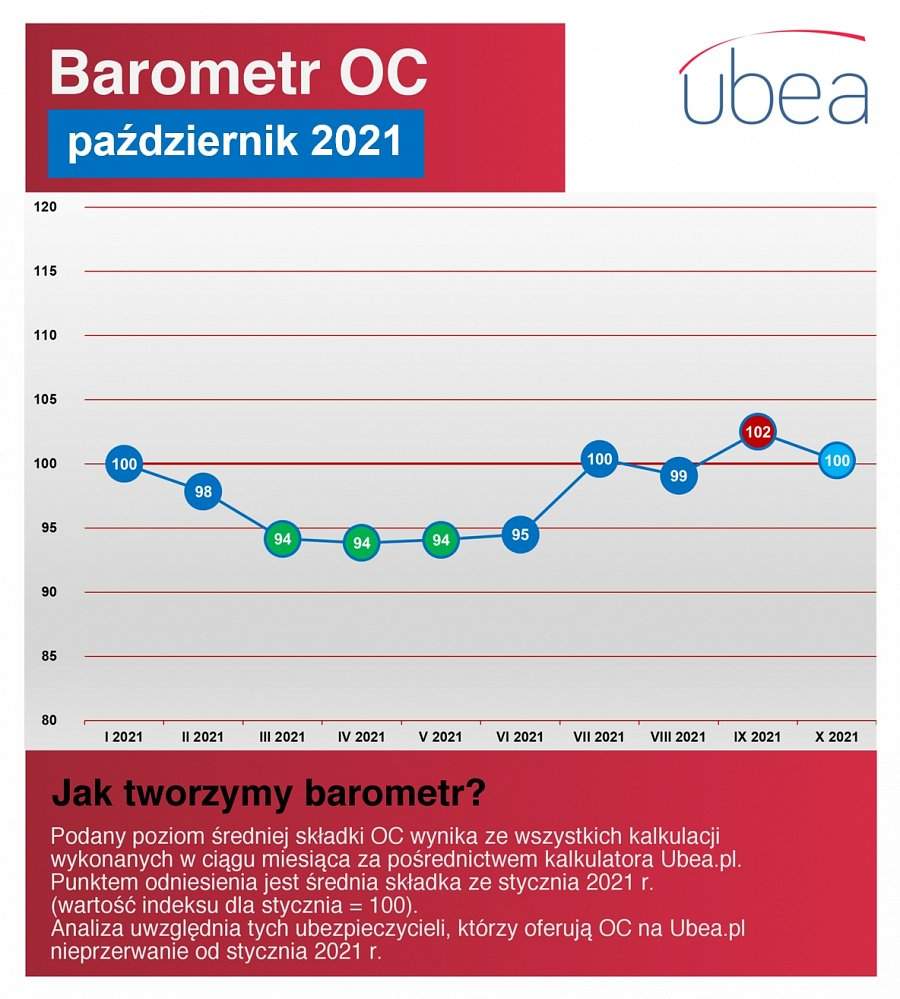 Barometr OC
październik 2021
ubea
120
115
110
105
100
95
90
85
80
100
98
94
94
94
95
100
99
102
100
I 2021
II 2021
III 2021
IV 2021
V 2021
VI 2021
VII 2021
VIII 2021
IX 2021
X 2021
Jak tworzymy barometr?
Podany poziom średniej składki OC wynika ze wszystkich kalkulacji
wykonanych w ciągu miesiąca za pośrednictwem kalkulatora Ubea.pl.
Punktem odniesienia jest średnia składka ze stycznia 2021 r.
(wartość indeksu dla stycznia = 100).
Analiza uwzględnia tych ubezpieczycieli, którzy oferują OC na Ubea.pl
nieprzerwanie od stycznia 2021 r.